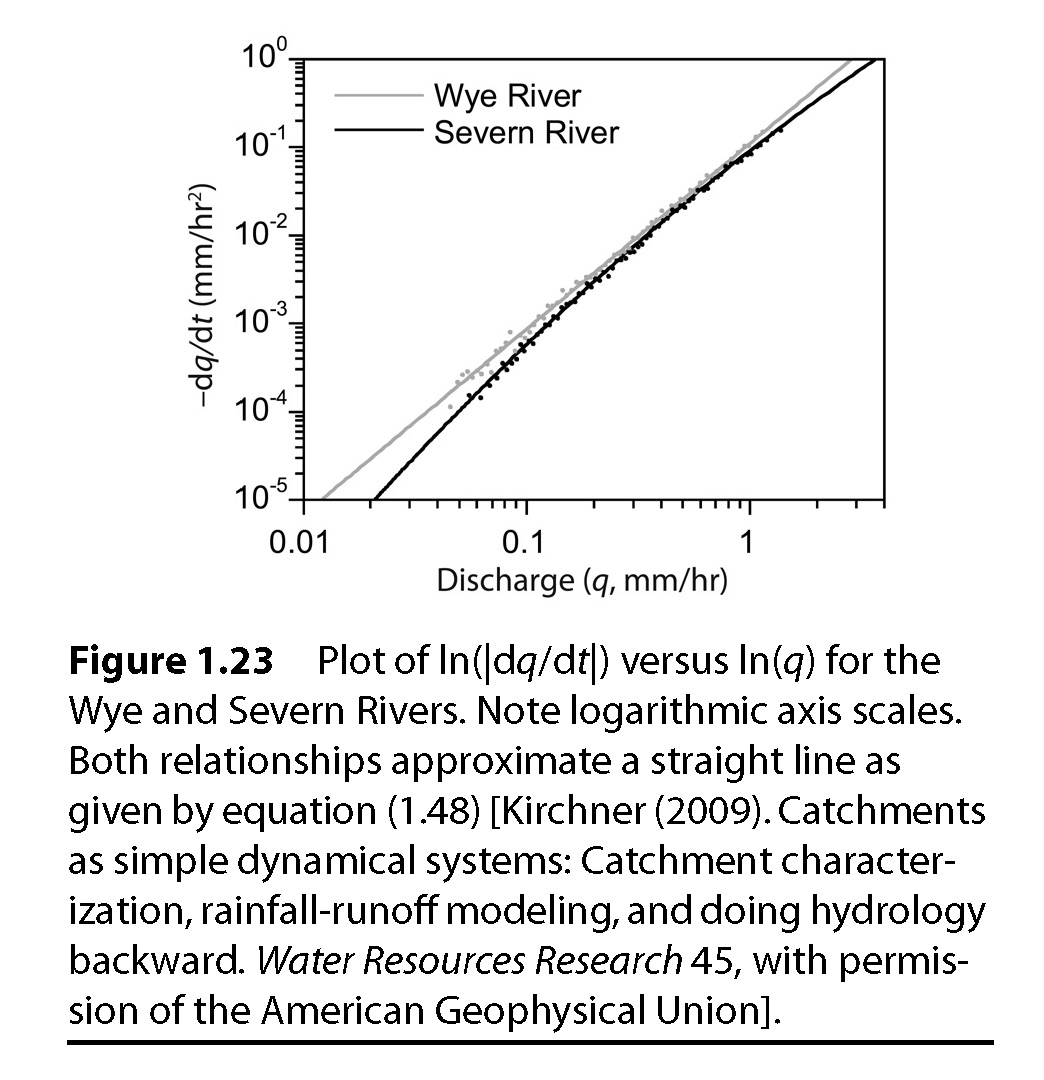 10⁰
Wye River
Severn River
10⁻¹
10⁻²
10⁻³
10⁻⁴
10⁻⁵
−dq/dt (mm/hr²)
0.01 0.1 1
Discharge (q, mm/hr)
Figure 1.23 Plot of ln(|dq/dt|) versus ln(q) for the
Wye and Severn Rivers. Note logarithmic axis scales.
Both relationships approximate a straight line as
given by equation (1.48) [Kirchner (2009). Catchments
as simple dynamical systems: Catchment character-
ization, rainfall-runoff modeling, and doing hydrology
backward. Water Resources Research 45, with permis-
sion of the American Geophysical Union].